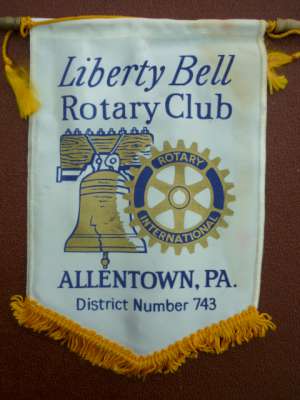 Liberty Bell
Rotary Club
ROTARY
INTERNATIONAL
ALLENTOWN, PA.
District Number 743